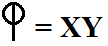 φ = XY